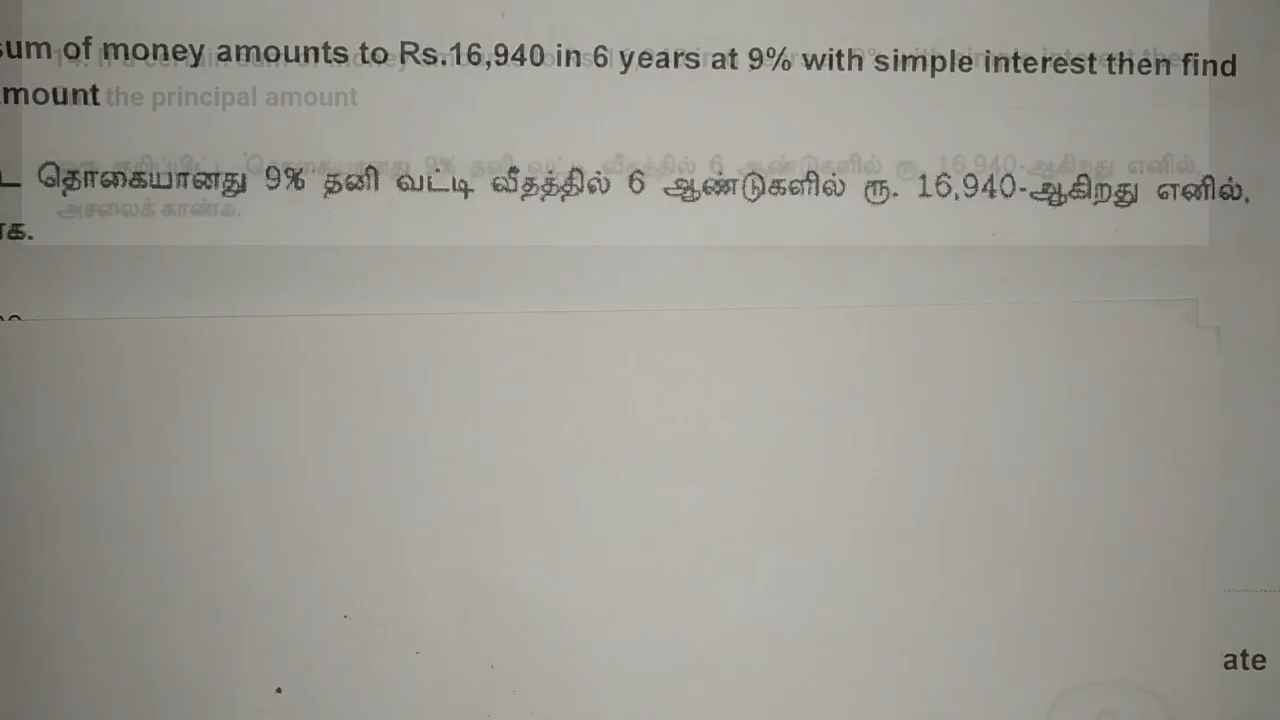 sum of money amounts to Rs.16,940 in 6 years at 9% with simple interest then find
mount the principal amount
தொகையானது 9% தனி வட்டி வீதத்தில் 6 ஆண்டுகளில் ரூ. 16,940-ஆகிறது எனில்,
அசலைக் காண்க.
க.
ate